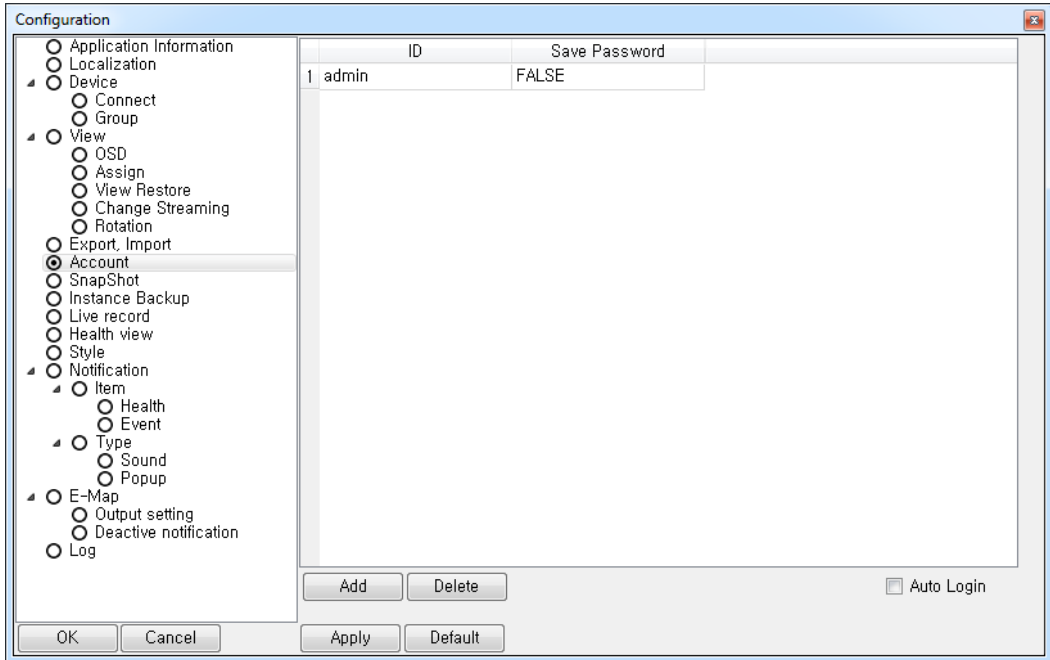 Configuration
Application Information
Localization
Device
Connect
Group
View
OSD
Assign
View Restore
Change Streaming
Rotation
Export, Import
Account
SnapShot
Instance Backup
Live record
Health view
Style
Notification
Item
Health
Event
Type
Sound
Popup
E-Map
Output setting
Deactive notification
Log
OK Cancel
ID Save Password
1 admin FALSE
Add Delete Auto Login
Apply Default